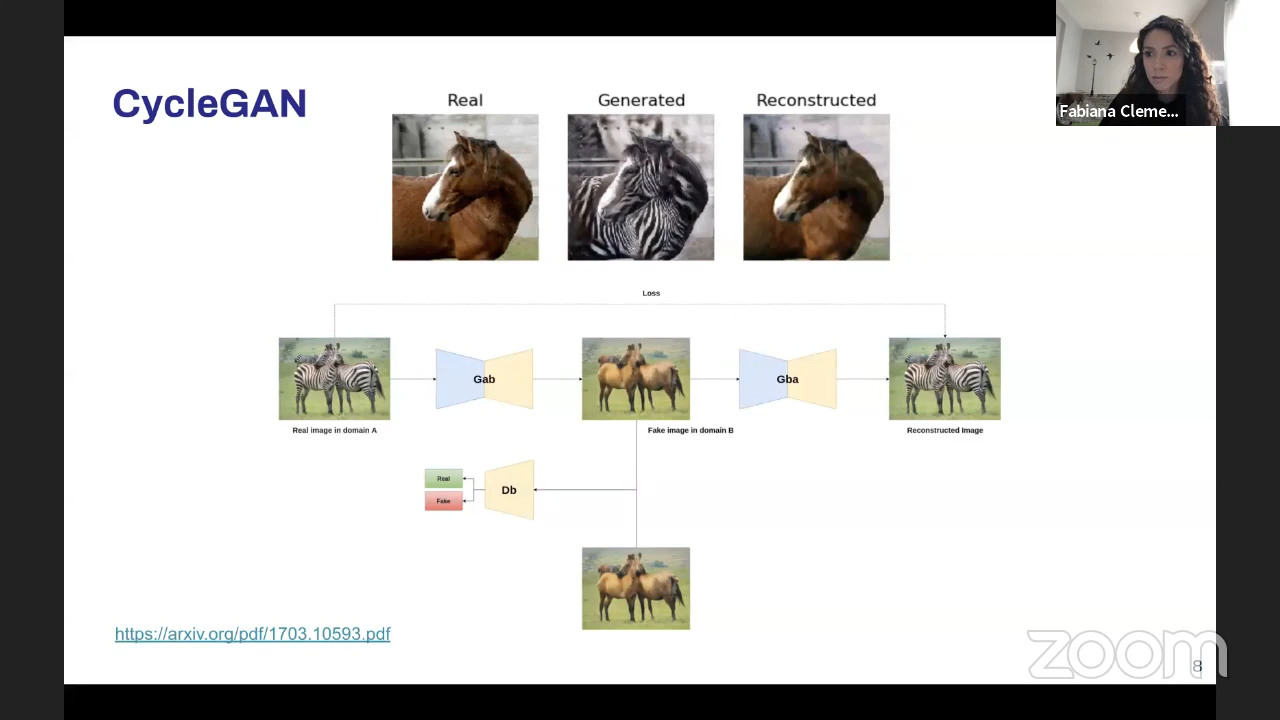 CycleGAN
Real
Generated
Reconstructed
Fabiana Cleme...
Loss
Gab
Gba
Real image in domain A
Fake image in domain B
Reconstructed Image
Real
Fake
Db
https://arxiv.org/pdf/1703.10593.pdf
zoom
8